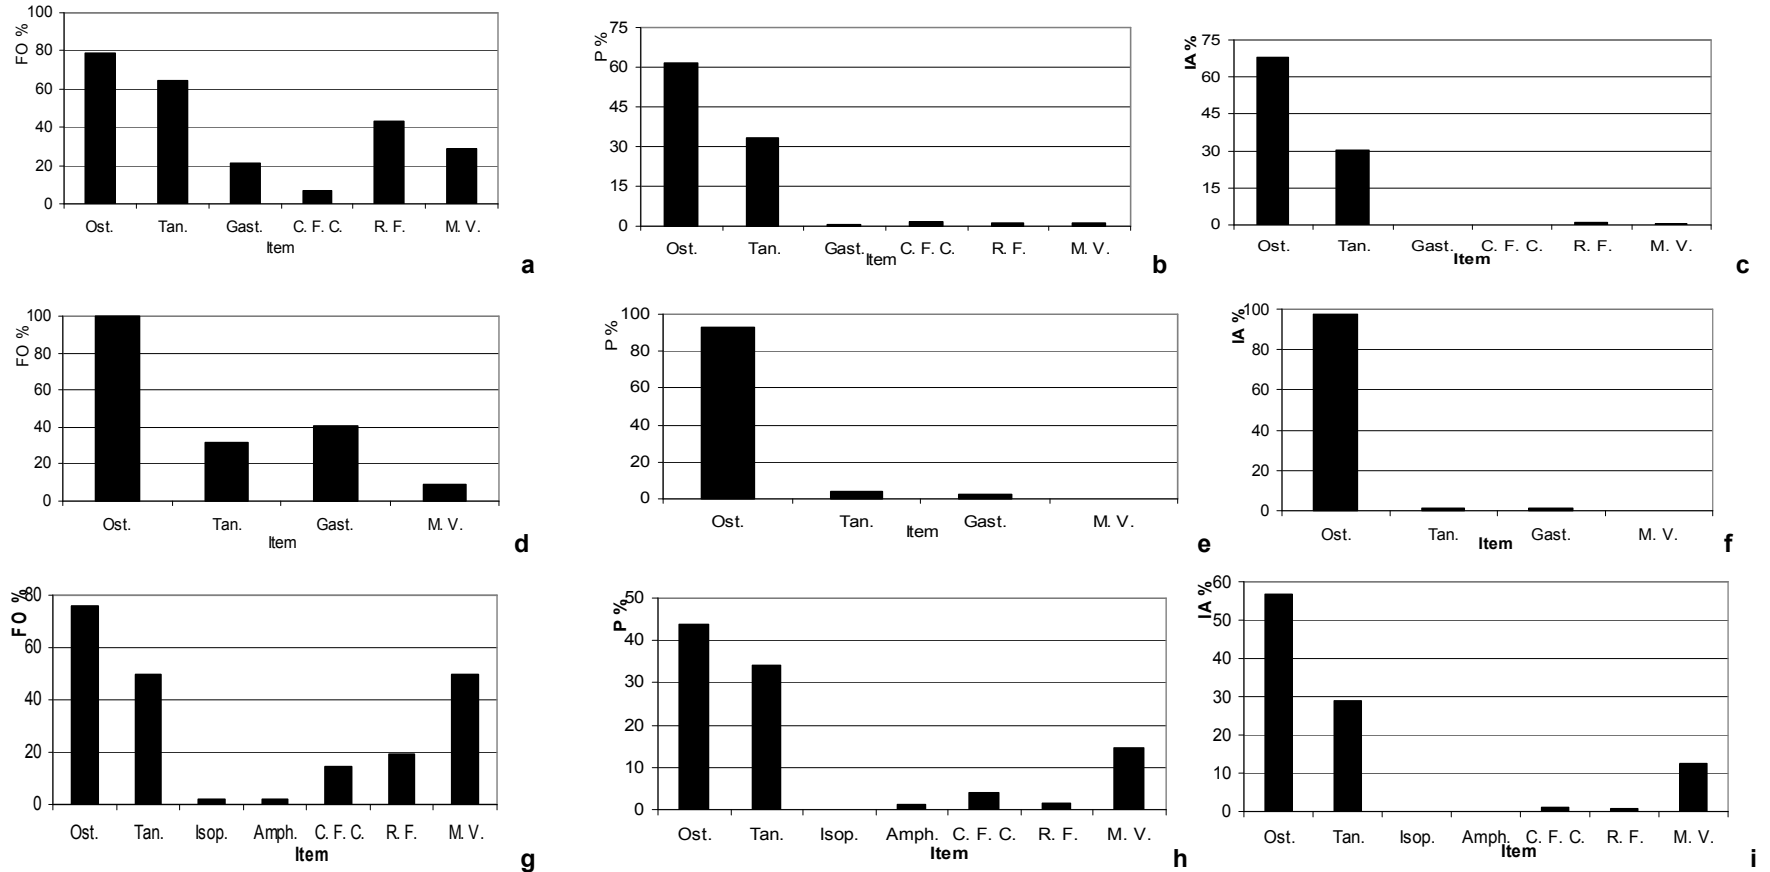 FO %
100
80
60
40
20
0
Ost. Tan. Gast. C. F. C. R. F. M. V.
Item
a
P %
75
60
45
30
15
0
Ost. Tan. Gast. C. F. C. R. F. M. V.
Item
b
IA %
75
60
45
30
15
0
Ost. Tan. Gast. C. F. C. R. F. M. V.
Item
c
FO %
100
80
60
40
20
0
Ost. Tan. Gast. M. V.
Item
d
P %
100
80
60
40
20
0
Ost. Tan. Gast. M. V.
Item
e
IA %
100
80
60
40
20
0
Ost. Tan. Gast. M. V.
Item
f
FO %
80
60
40
20
0
Ost. Tan. Isop. Amph. C. F. C. R. F. M. V.
Item
g
P %
50
40
30
20
10
0
Ost. Tan. Isop. Amph. C. F. C. R. F. M. V.
Item
h
IA %
60
50
40
30
20
10
0
Ost. Tan. Isop. Amph. C. F. C. R. F. M. V.
Item
i